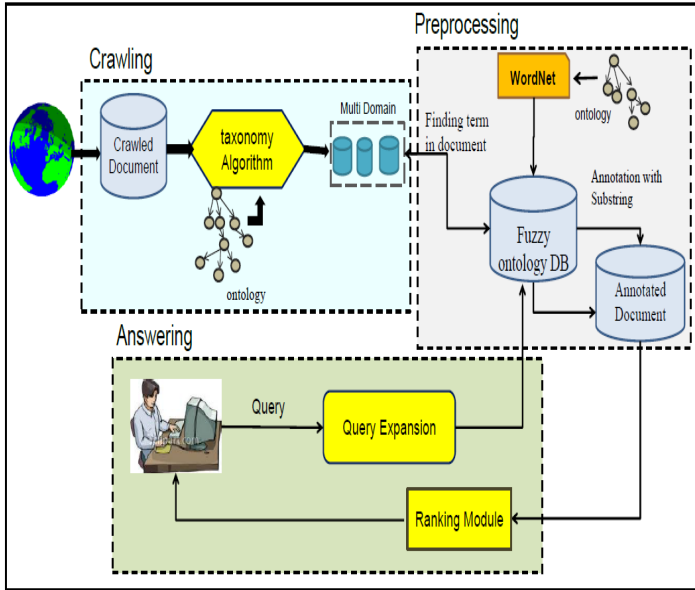 Crawling
Crawled
Document
taxonomy
Algorithm
ontology
Multi Domain
Preprocessing
WordNet
ontology
Finding term
in document
Annotation with
Substring
Fuzzy
ontology DB
Annotated
Document
Answering
Query
Query Expansion
Ranking Module